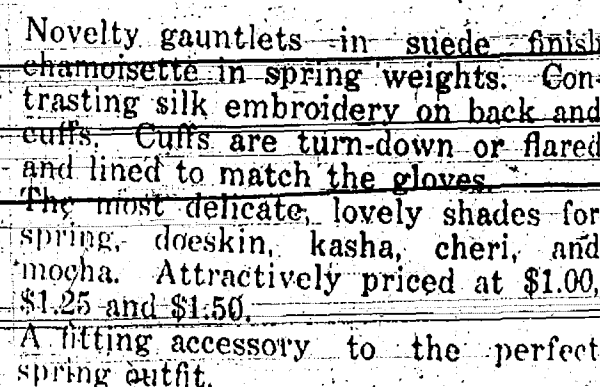 Novelty gauntlets in suede finish
chamoisette in spring weights. Con-
trasting silk embroidery on back and
cuffs. Cuffs are turn-down or flared
and lined to match the gloves.
The most delicate, lovely shades for
spring, doeskin, kasha, cheri, and
mocha. Attractively priced at $1.00,
$1.25 and $1.50.
A fitting accessory to the perfect
spring outfit.